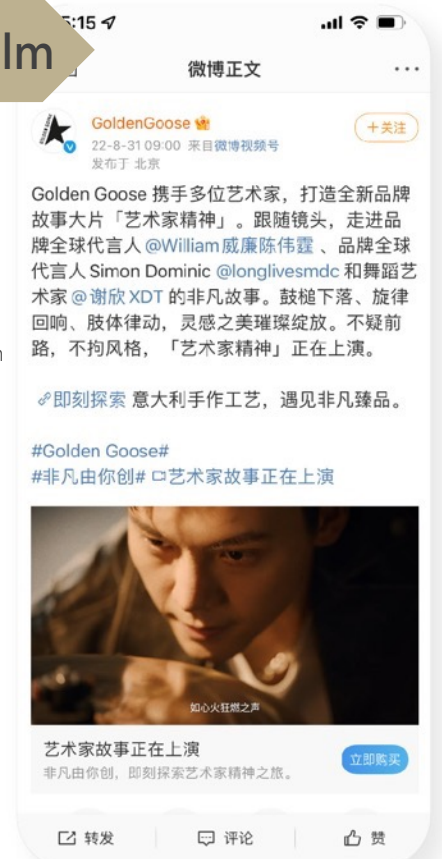 5:15
lm
微博正文
GoldenGoose
22-8-31 09:00 来自微博视频号
发布于 北京
+关注
Golden Goose 携手多位艺术家，打造全新品牌
故事大片「艺术家精神」。跟随镜头，走进品
牌全球代言人 @William威廉陈伟霆 、品牌全球
代言人 Simon Dominic @longlivesmdc 和舞蹈艺
术家 @谢欣XDT 的非凡故事。鼓槌下落、旋律
回响、肢体律动，灵感之美璀璨绽放。不疑前
路，不拘风格，「艺术家精神」正在上演。
即刻探索 意大利手作工艺，遇见非凡臻品。
#Golden Goose#
#非凡由你创# 艺术家故事正在上演
如心火狂燃之声
艺术家故事正在上演
非凡由你创，即刻探索艺术家精神之旅。
立即购买
转发
评论
赞